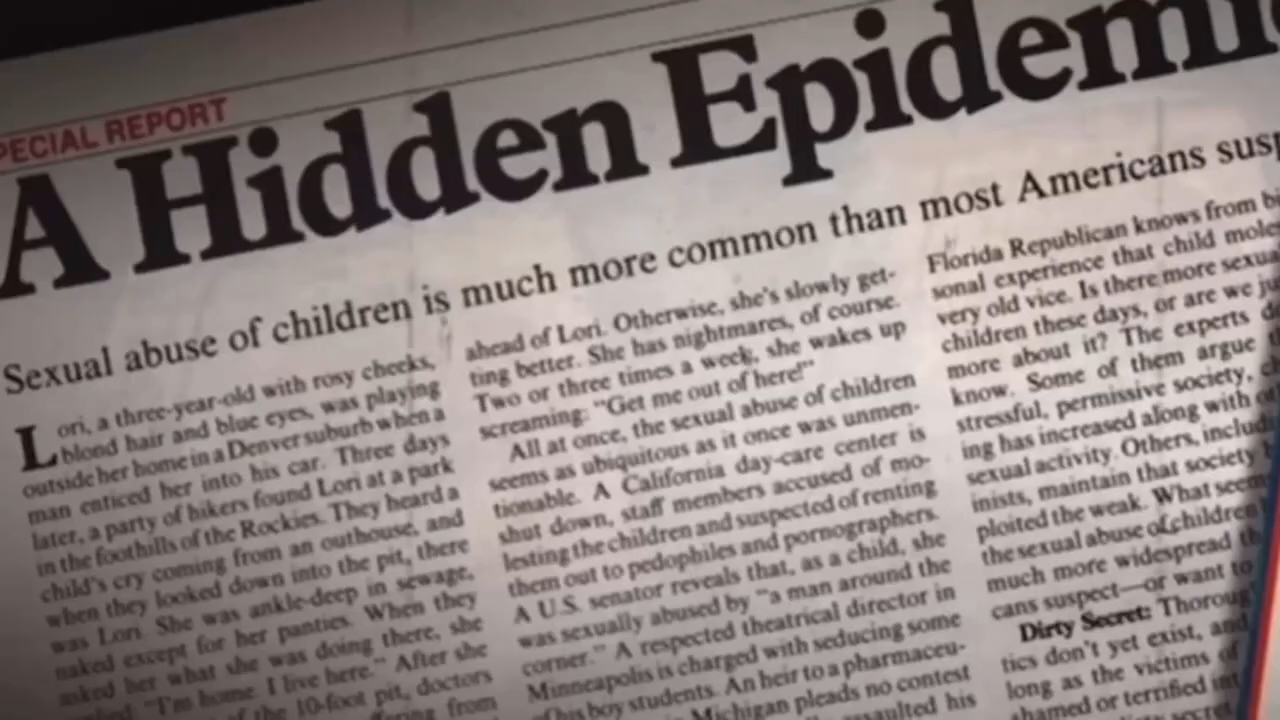 PECIAL REPORT
A Hidden Epidemi
Sexual abuse of children is much more common than most Americans susp
Lori, a three-year-old with rosy cheeks,
blond hair and blue eyes, was playing
outside her home in a Denver suburb when a
man enticed her into his car. Three days
later, a party of hikers found Lori at a park
in the foothills of the Rockies. They heard a
child's cry coming from an outhouse, and
when they looked down into the pit, there
was Lori. She was ankle-deep in sewage,
naked except for her panties. When they
asked her what she was doing there, she
"I'm home. I live here." After she
of the 10-foot pit, doctors
from
ahead of Lori. Otherwise, she's slowly get-
ting better. She has nightmares, of course.
Two or three times a week, she wakes up
screaming: "Get me out of here!"
All at once, the sexual abuse of children
seems as ubiquitous as it once was unmen-
tionable. A California day-care center is
shut down, staff members accused of mo-
lesting the children and suspected of renting
them out to pedophiles and pornographers.
A U.S. senator reveals that, as a child, she
was sexually abused by "a man around the
corner." A respected theatrical director in
Minneapolis is charged with seducing some
of his boy students. An heir to a pharmaceu-
Michigan pleads no contest
assaulted his
Florida Republican knows from bi
sonal experience that child moles
very old vice. Is there more sexua
children these days, or are we ju
more about it? The experts d
know. Some of them argue
stressful, permissive society, c
ing has increased along with o
sexual activity. Others, includ
inists, maintain that society
ploited the weak. What seem
the sexual abuse of children
much more widespread th
cans suspect—or want to
Dirty Secret: Thoroug
tics don't yet exist, and
long as the victims of
hamed or terrified int
secret